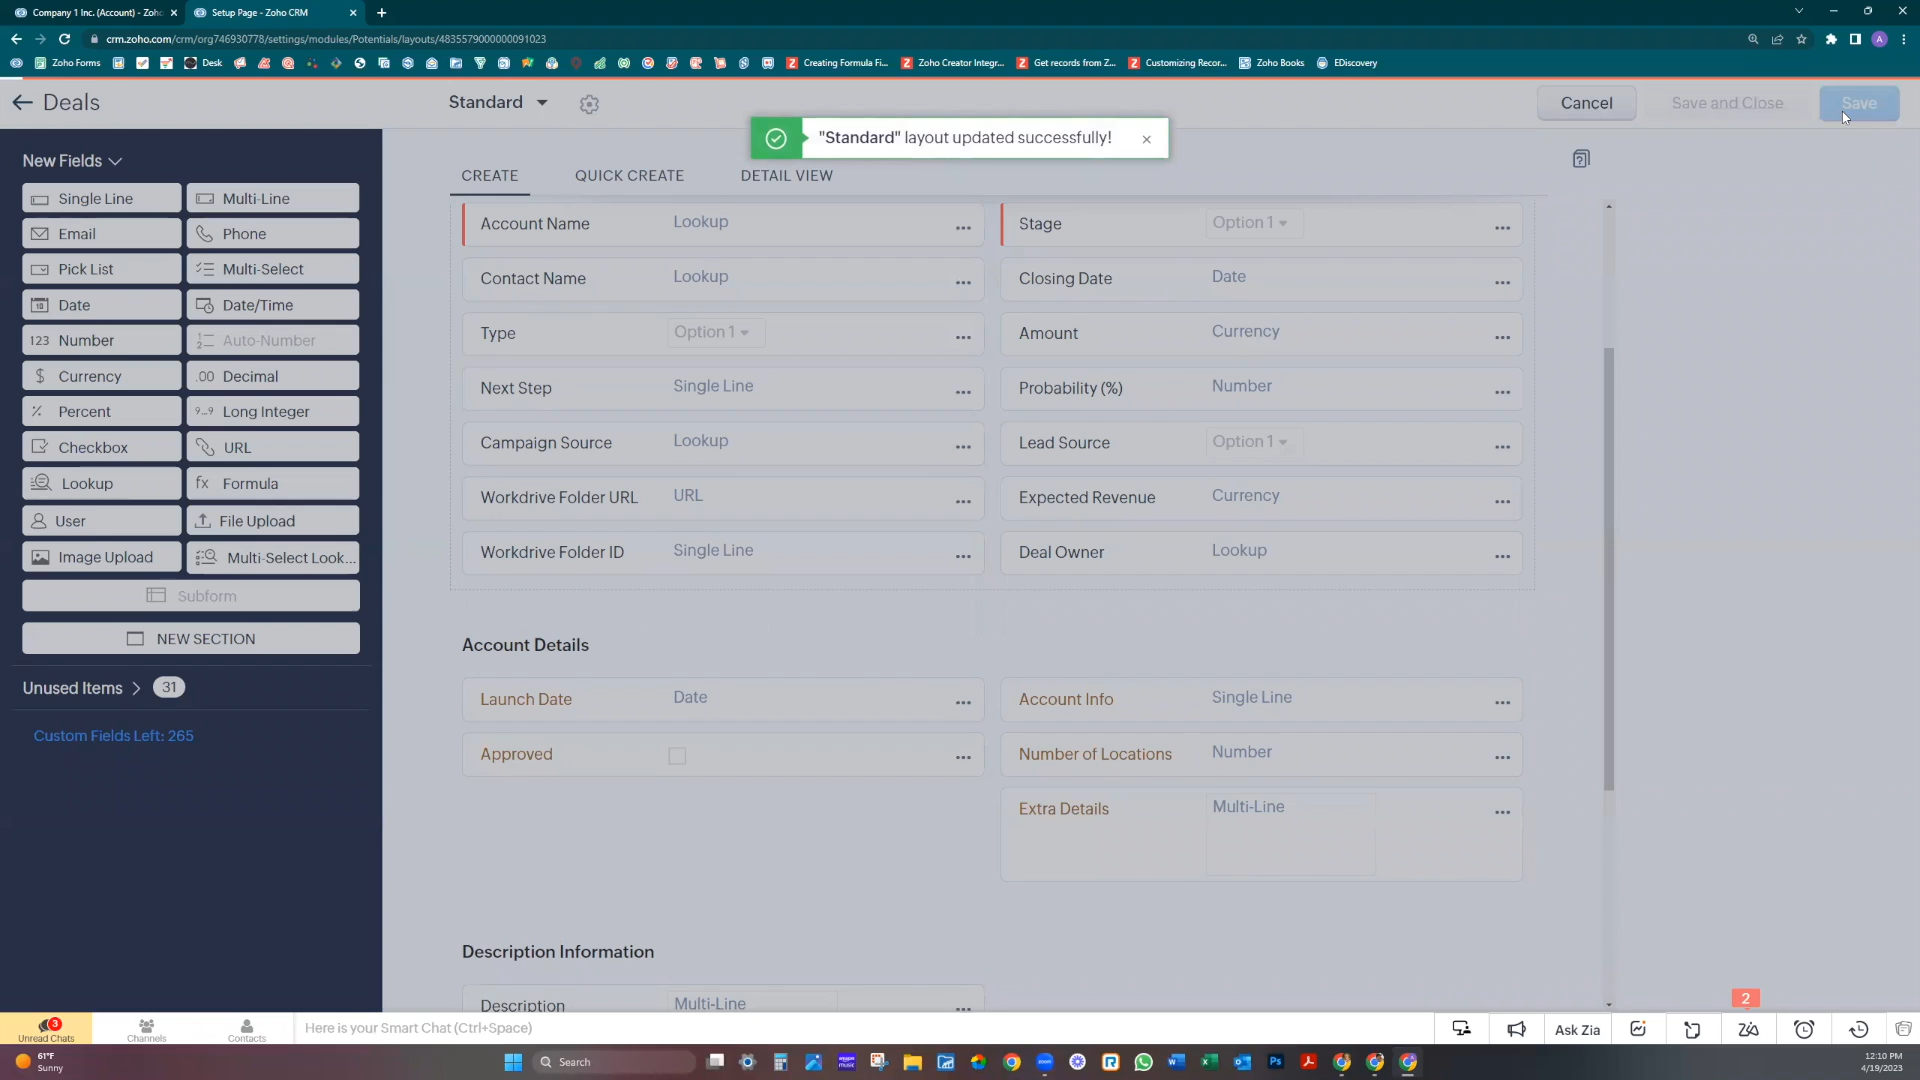 Company 1 Inc. (Account) - Zoh
Setup Page - Zoho CRM
crm.zoho.com/crm/org746930778/settings/modules/Potentials/layouts/4835579000000091023
Zoho Forms
Desk
Creating Formula Fi...
Zoho Creator Integr...
Get records from Z...
Customizing Recor...
Zoho Books
EDiscovery
Deals
Standard
Cancel
Save and Close
Save
"Standard" layout updated successfully!
New Fields
CREATE
QUICK CREATE
DETAIL VIEW
Single Line
Multi-Line
Email
Phone
Pick List
Multi-Select
Date
Date/Time
123 Number
Auto-Number
$ Currency
.00 Decimal
% Percent
9...9 Long Integer
Checkbox
URL
Lookup
fx Formula
User
File Upload
Image Upload
Multi-Select Look...
Subform
NEW SECTION
Unused Items
31
Custom Fields Left: 265
Account Name Lookup
Stage Option 1
Contact Name Lookup
Closing Date Date
Type Option 1
Amount Currency
Next Step Single Line
Probability (%) Number
Campaign Source Lookup
Lead Source Option 1
Workdrive Folder URL URL
Expected Revenue Currency
Workdrive Folder ID Single Line
Deal Owner Lookup
Account Details
Launch Date Date
Account Info Single Line
Approved
Number of Locations Number
Extra Details Multi-Line
Description Information
Description Multi-Line
2
3
Unread Chats
Channels
Contacts
Here is your Smart Chat (Ctrl+Space)
Ask Zia
61°F
Sunny
Search
12:10 PM
4/19/2023